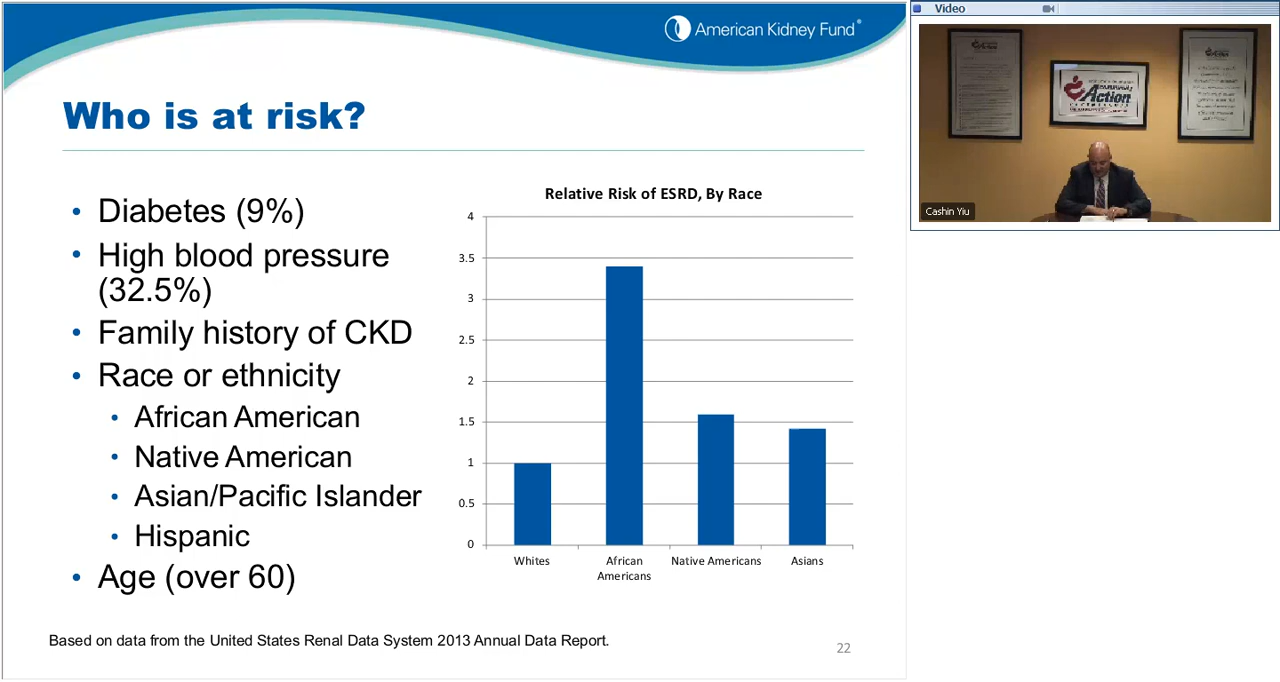 American Kidney Fund®
Who is at risk?
• Diabetes (9%)
• High blood pressure
(32.5%)
• Family history of CKD
• Race or ethnicity
• African American
• Native American
• Asian/Pacific Islander
• Hispanic
• Age (over 60)
Relative Risk of ESRD, By Race
4
3.5
3
2.5
2
1.5
1
0.5
0
Whites
African
Americans
Native Americans
Asians
Based on data from the United States Renal Data System 2013 Annual Data Report.
22
Video
Action
Cashin Yiu